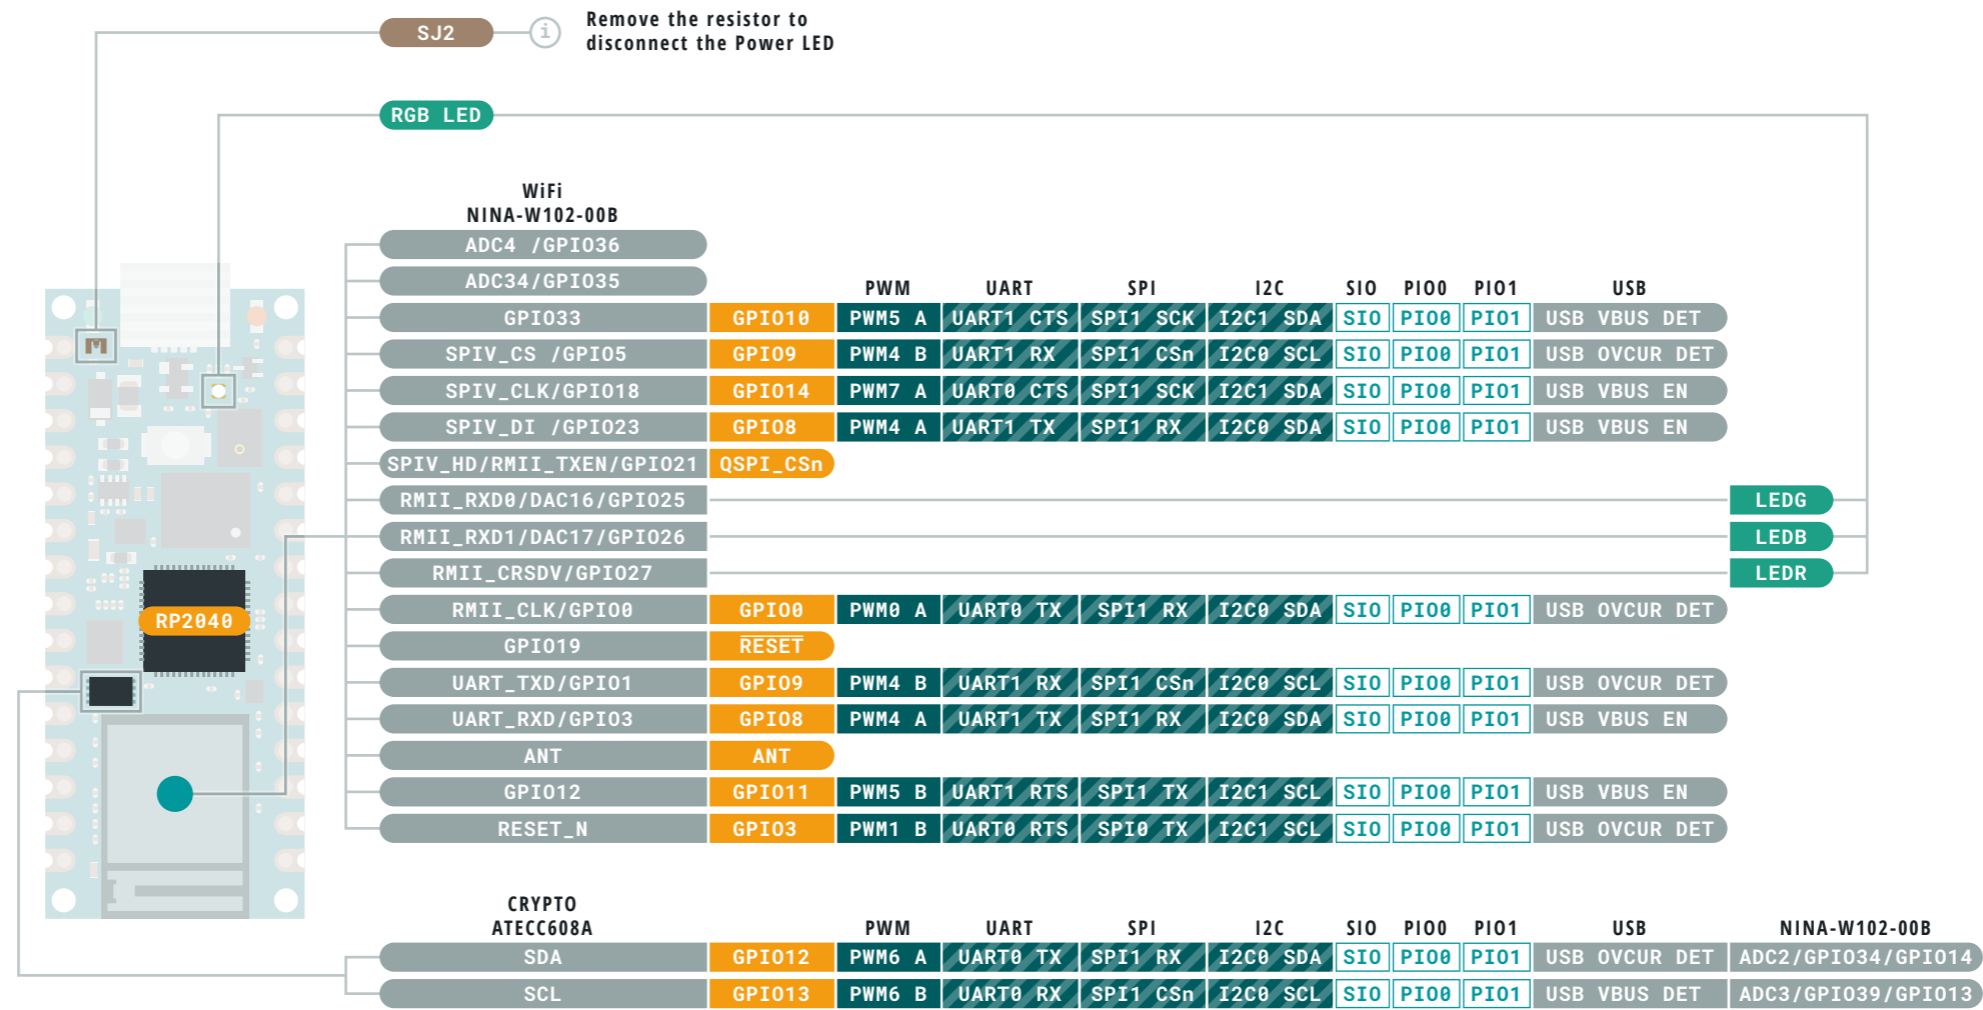 SJ2 i Remove the resistor to
disconnect the Power LED
RGB LED
WiFi
NINA-W102-00B
ADC4 /GPIO36
ADC34/GPIO35
PWM UART SPI I2C SIO PIO0 PIO1 USB
GPIO33 GPIO10 PWM5 A UART1 CTS SPI1 SCK I2C1 SDA SIO PIO0 PIO1 USB VBUS DET
SPIV_CS /GPIO5 GPIO9 PWM4 B UART1 RX SPI1 CSn I2C0 SCL SIO PIO0 PIO1 USB OVCUR DET
SPIV_CLK/GPIO18 GPIO14 PWM7 A UART0 CTS SPI1 SCK I2C1 SDA SIO PIO0 PIO1 USB VBUS EN
SPIV_DI /GPIO23 GPIO8 PWM4 A UART1 TX SPI1 RX I2C0 SDA SIO PIO0 PIO1 USB VBUS EN
SPIV_HD/RMII_TXEN/GPIO21 QSPI_CSn
RMII_RXD0/DAC16/GPIO25 LEDG
RMII_RXD1/DAC17/GPIO26 LEDB
RMII_CRSDV/GPIO27 LEDR
RMII_CLK/GPIO0 GPIO0 PWM0 A UART0 TX SPI1 RX I2C0 SDA SIO PIO0 PIO1 USB OVCUR DET
RP2040
GPIO19 RESET
UART_TXD/GPIO1 GPIO9 PWM4 B UART1 RX SPI1 CSn I2C0 SCL SIO PIO0 PIO1 USB OVCUR DET
UART_RXD/GPIO3 GPIO8 PWM4 A UART1 TX SPI1 RX I2C0 SDA SIO PIO0 PIO1 USB VBUS EN
ANT ANT
GPIO12 GPIO11 PWM5 B UART1 RTS SPI1 TX I2C1 SCL SIO PIO0 PIO1 USB VBUS EN
RESET_N GPIO3 PWM1 B UART0 RTS SPI0 TX I2C1 SCL SIO PIO0 PIO1 USB OVCUR DET
CRYPTO
ATECC608A PWM UART SPI I2C SIO PIO0 PIO1 USB NINA-W102-00B
SDA GPIO12 PWM6 A UART0 TX SPI1 RX I2C0 SDA SIO PIO0 PIO1 USB OVCUR DET ADC2/GPIO34/GPIO14
SCL GPIO13 PWM6 B UART0 RX SPI1 CSn I2C0 SCL SIO PIO0 PIO1 USB VBUS DET ADC3/GPIO39/GPIO13